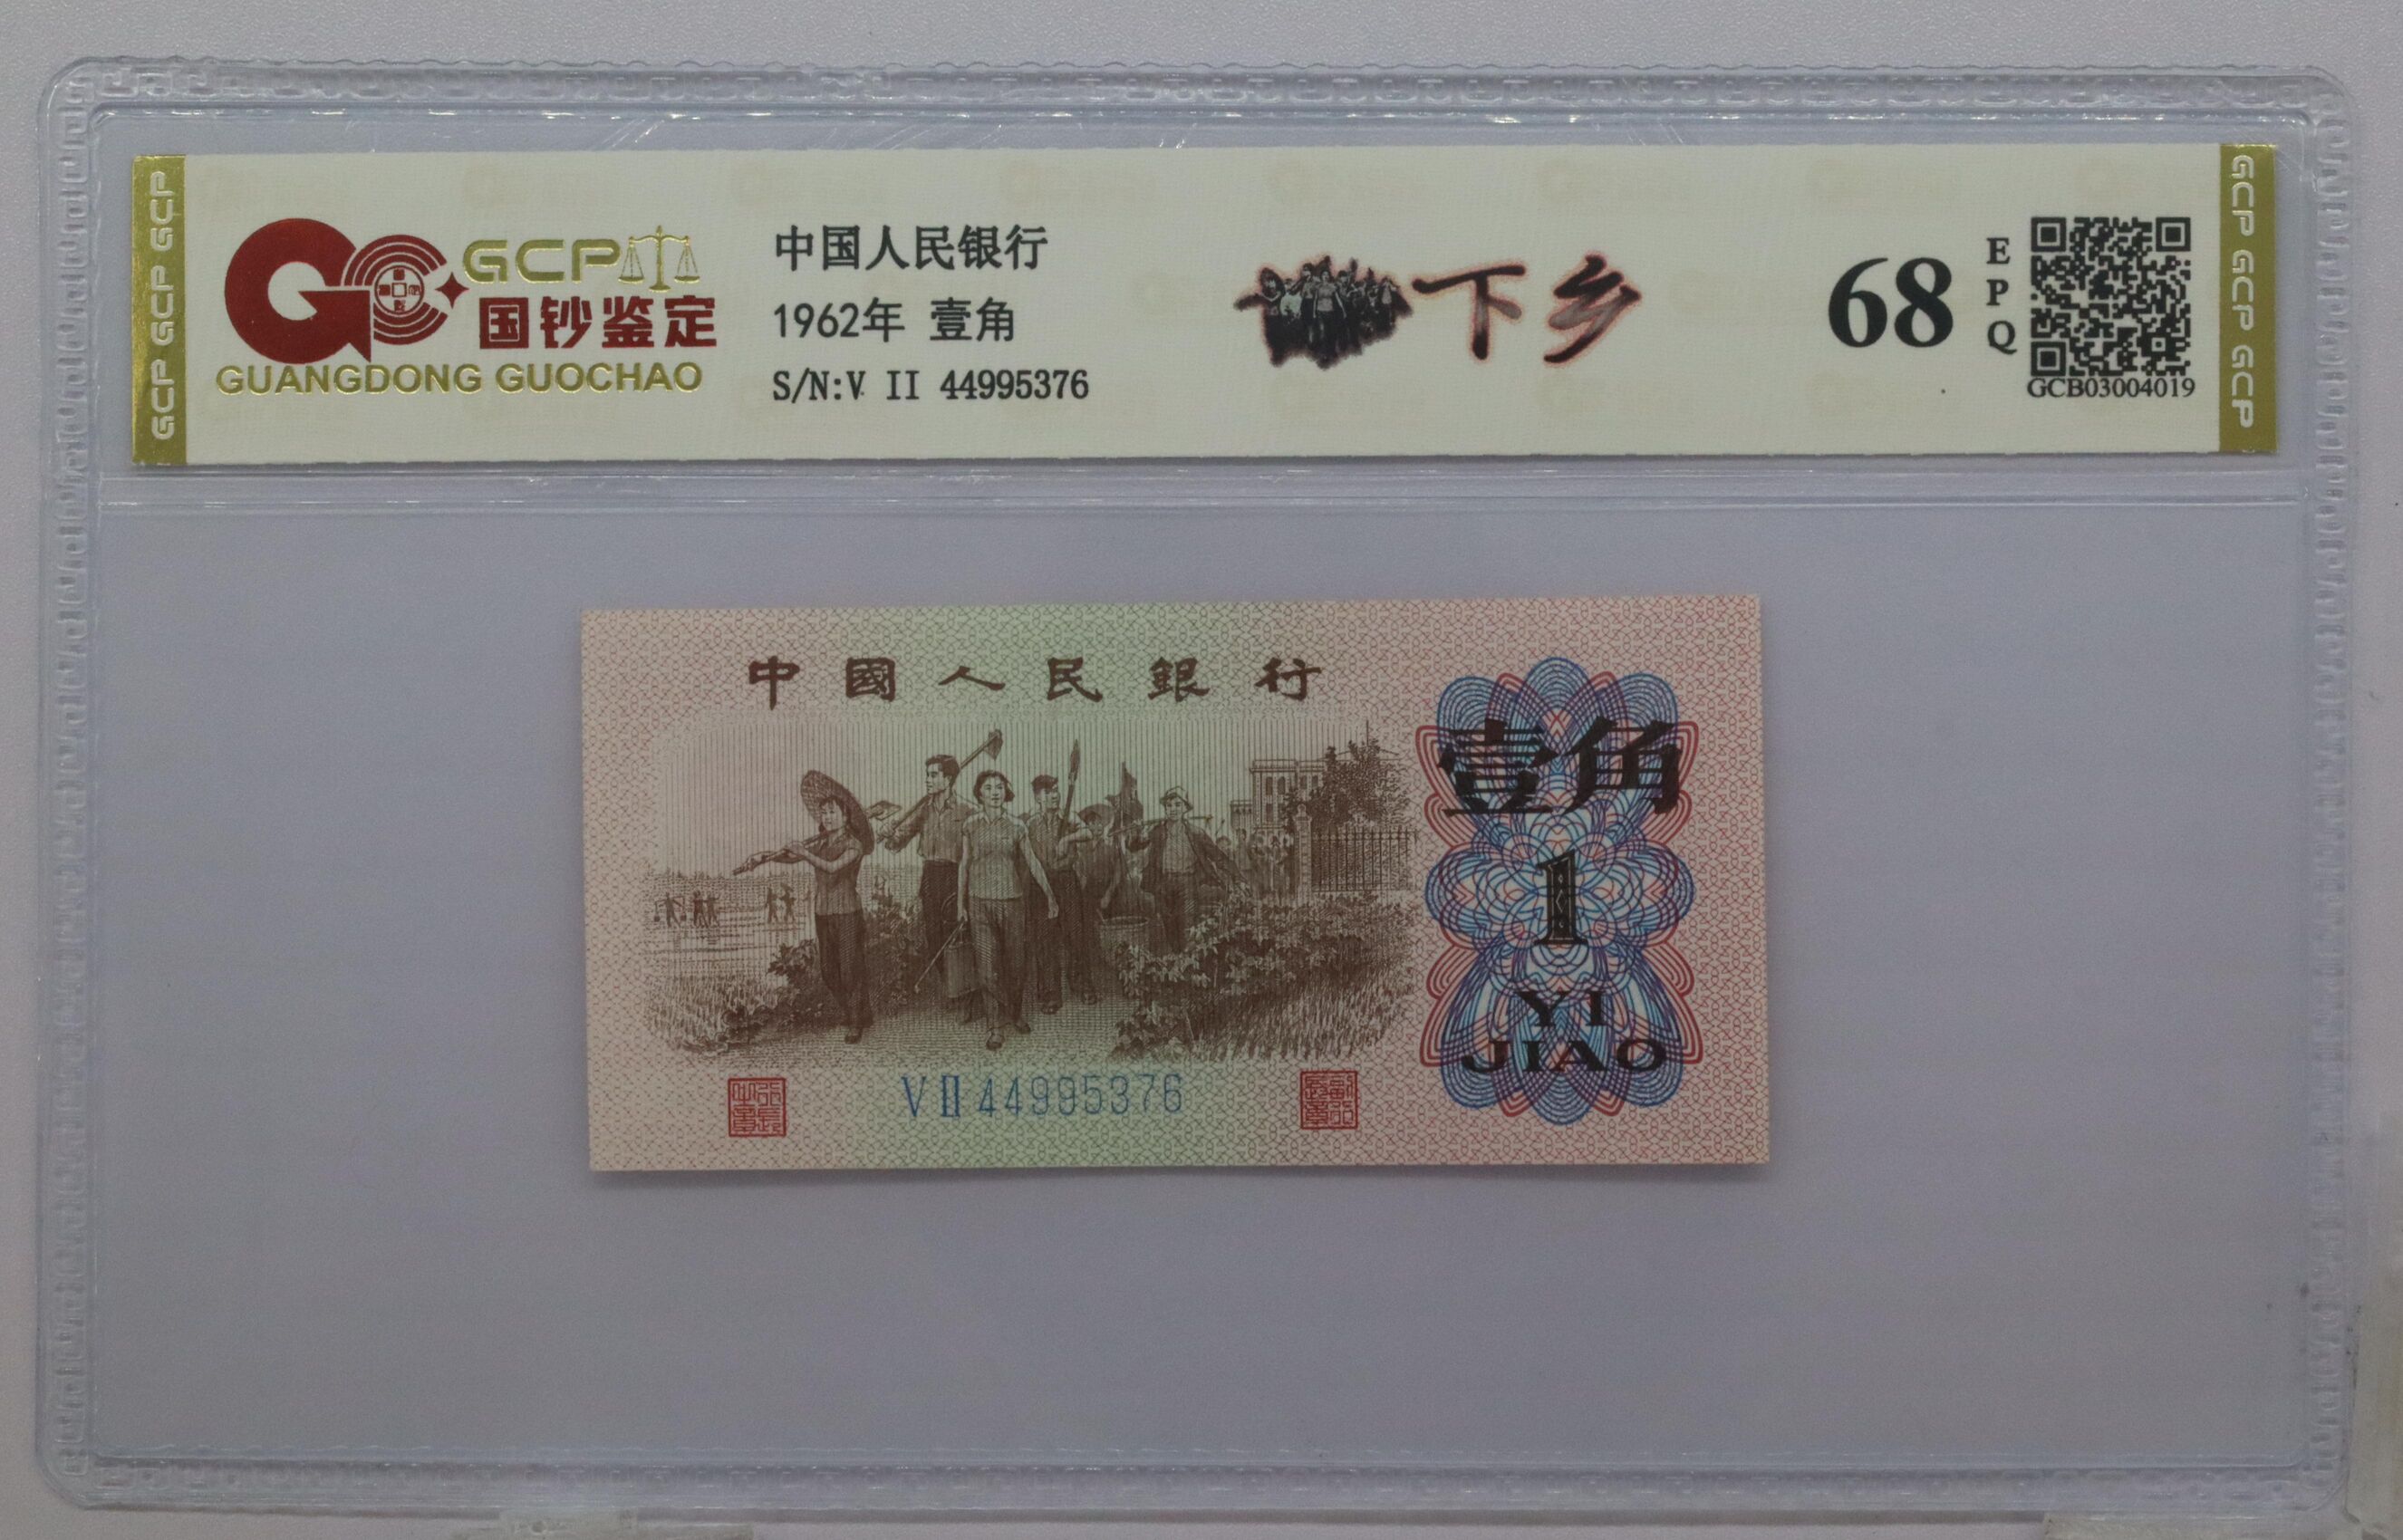 GCP GCP GCP
GCP
国钞鉴定
GUANGDONG GUOCHAO
中国人民银行
1962年 壹角
S/N:V II 44995376
下乡
68
EPQ
GCB03004019
GCP GCP GCP
中國人民銀行
壹角
1
YI
JIAO
V II 44995376